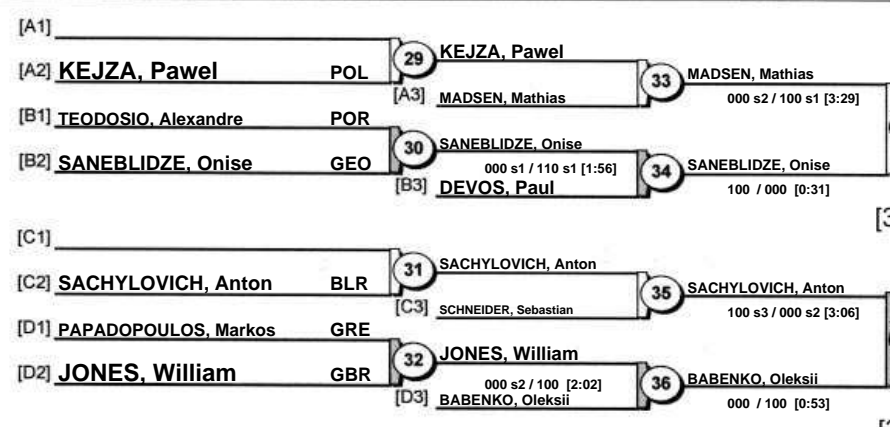 [A1]
[A2] KEJZA, Pawel POL
29
KEJZA, Pawel
[A3] MADSEN, Mathias
33
MADSEN, Mathias
000 s2 / 100 s1 [3:29]
[B1] TEODOSIO, Alexandre POR
[B2] SANEBLIDZE, Onise GEO
30
SANEBLIDZE, Onise
000 s1 / 110 s1 [1:56]
[B3] DEVOS, Paul
34
SANEBLIDZE, Onise
100 / 000 [0:31]
[3
[C1]
[C2] SACHYLOVICH, Anton BLR
31
SACHYLOVICH, Anton
[C3] SCHNEIDER, Sebastian
35
SACHYLOVICH, Anton
100 s3 / 000 s2 [3:06]
[D1] PAPADOPOULOS, Markos GRE
[D2] JONES, William GBR
32
JONES, William
000 s2 / 100 [2:02]
[D3] BABENKO, Oleksii
36
BABENKO, Oleksii
000 / 100 [0:53]